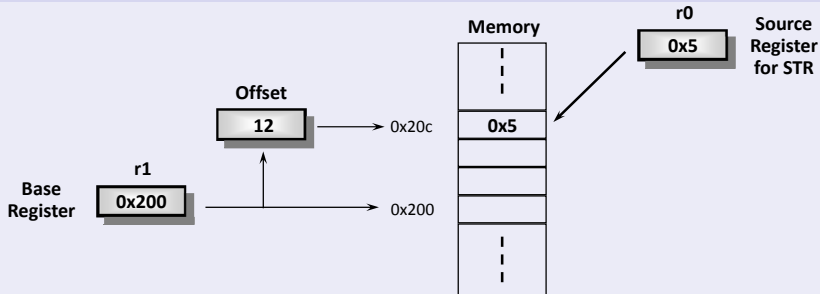 r0
Memory
Source
0x5
Register
for STR
Offset
12
0x20c
0x5
r1
Base
Register
0x200
0x200